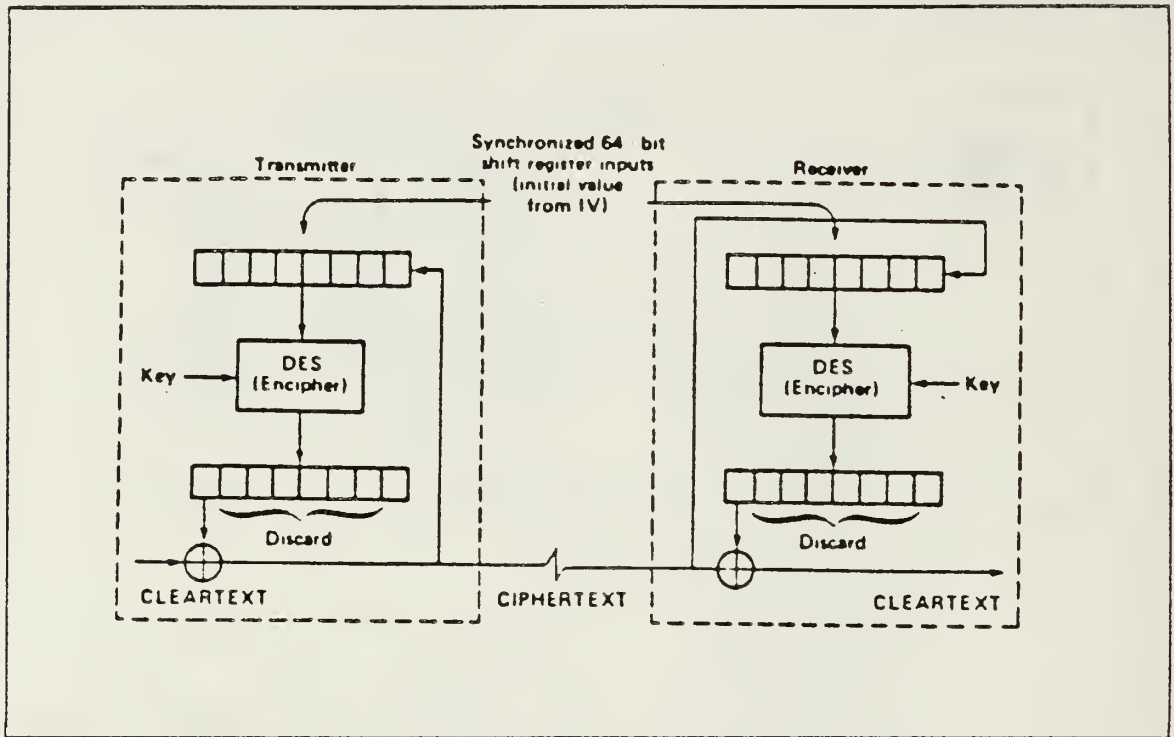 Synchronized 64 bit
shift register inputs
(initial value
from IV)
Transmitter
Receiver
DES
(Encipher)
Key
DES
(Encipher)
Key
Discard
Discard
CLEARTEXT
CIPHERTEXT
CLEARTEXT